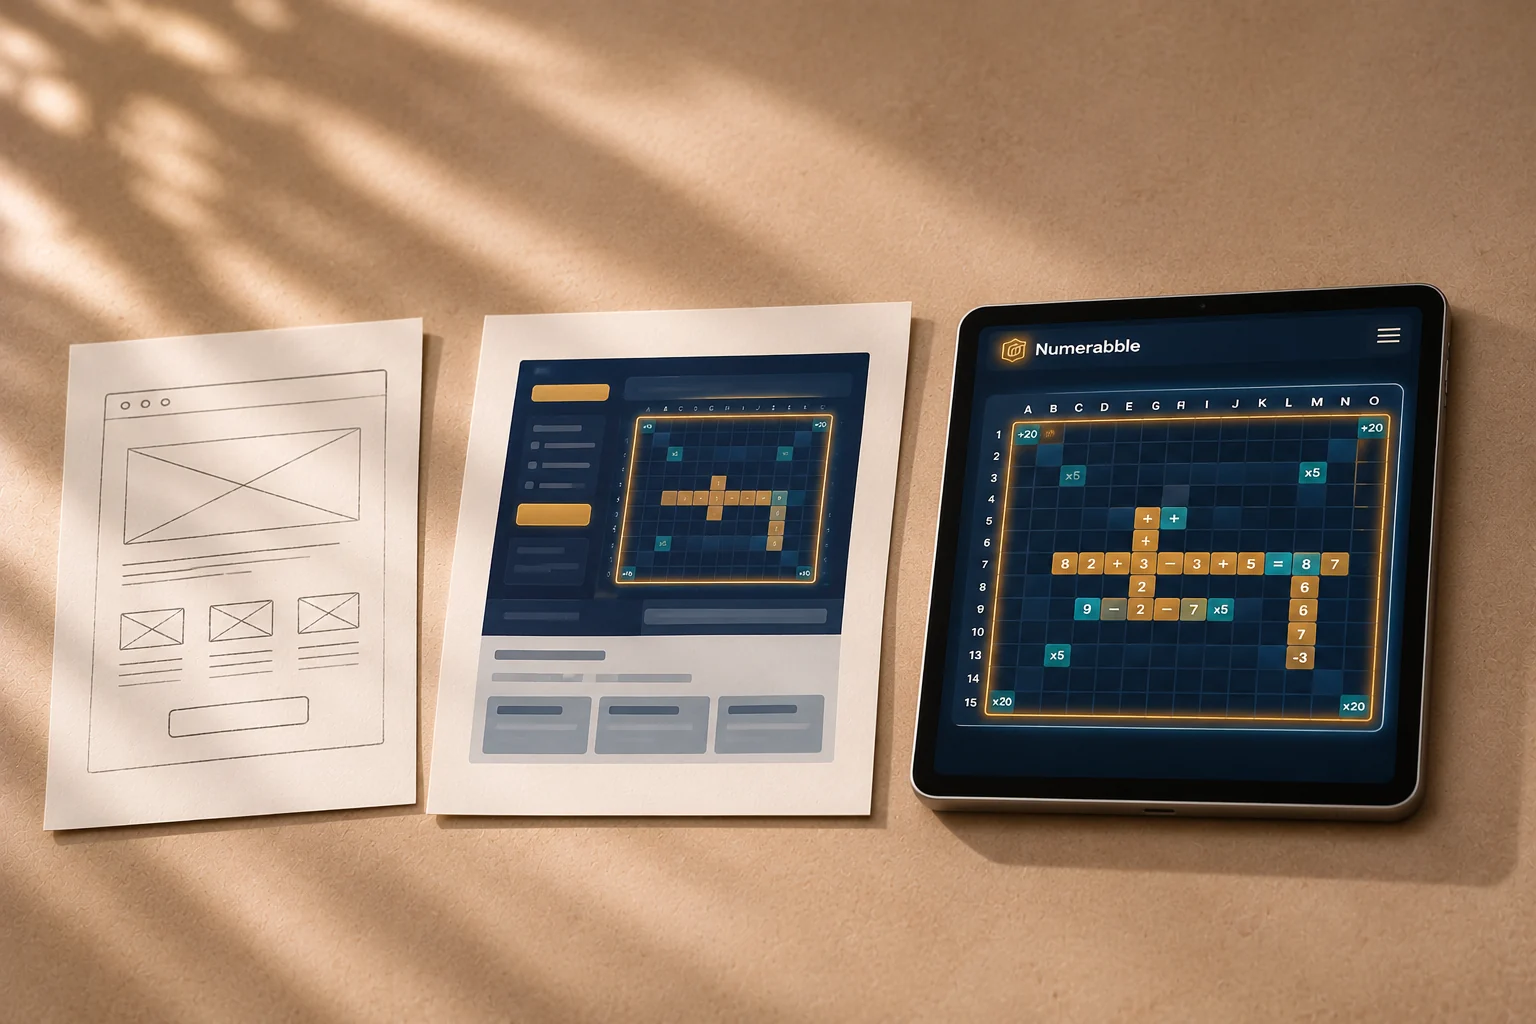 Numerabble
A B C D E G H I J K L M N O
1 +20 +20
2
3 x5 x5
4
5 + +
6 +
7 8 2 + 3 − 3 + 5 = 8 7
8 2 6
9 9 − 2 − 7 x5 6
10 7
13 x5 -3
14
15 x20 x20